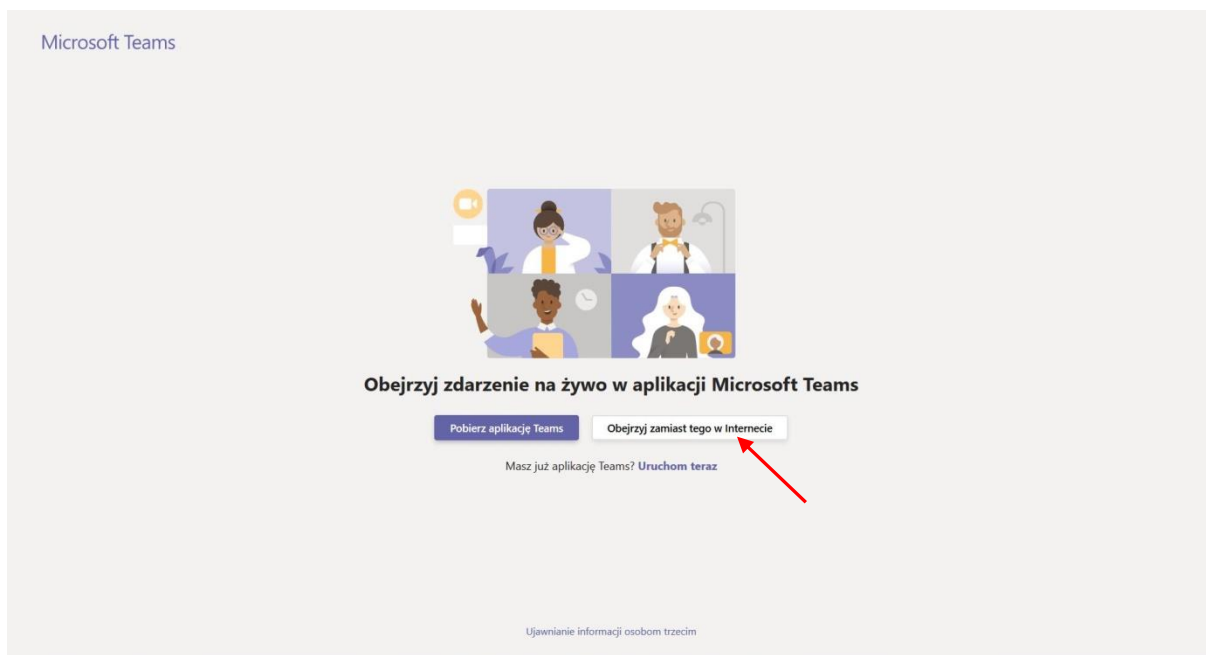 Microsoft Teams
Obejrzyj zdarzenie na żywo w aplikacji Microsoft Teams
Pobierz aplikację Teams
Obejrzyj zamiast tego w Internecie
Masz już aplikację Teams? Uruchom teraz
Ujawnianie informacji osobom trzecim